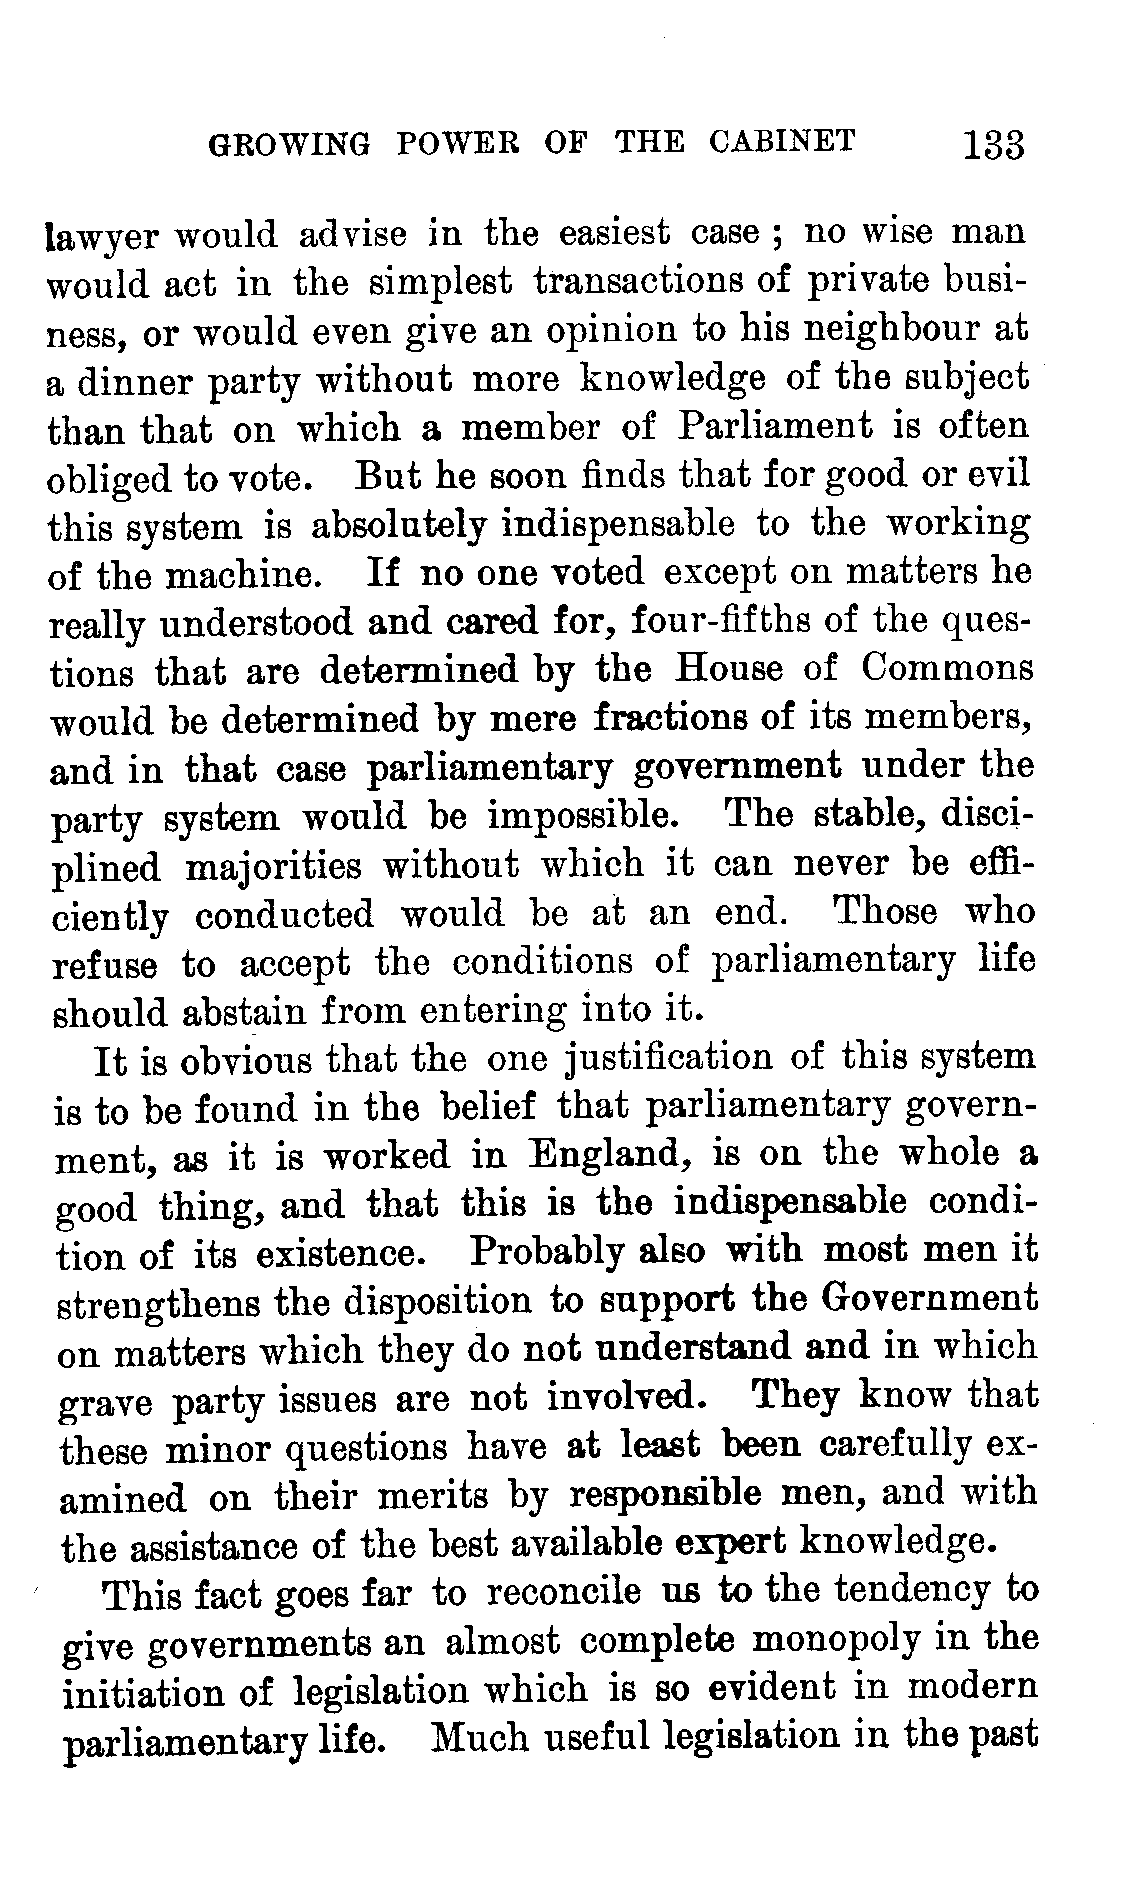 GROWING POWER OF THE CABINET 133
lawyer would advise in the easiest case ; no wise man
would act in the simplest transactions of private busi-
ness, or would even give an opinion to his neighbour at
a dinner party without more knowledge of the subject
than that on which a member of Parliament is often
obliged to vote. But he soon finds that for good or evil
this system is absolutely indispensable to the working
of the machine. If no one voted except on matters he
really understood and cared for, four-fifths of the ques-
tions that are determined by the House of Commons
would be determined by mere fractions of its members,
and in that case parliamentary government under the
party system would be impossible. The stable, disci-
plined majorities without which it can never be effi-
ciently conducted would be at an end. Those who
refuse to accept the conditions of parliamentary life
should abstain from entering into it.
It is obvious that the one justification of this system
is to be found in the belief that parliamentary govern-
ment, as it is worked in England, is on the whole a
good thing, and that this is the indispensable condi-
tion of its existence. Probably also with most men it
strengthens the disposition to support the Government
on matters which they do not understand and in which
grave party issues are not involved. They know that
these minor questions have at least been carefully ex-
amined on their merits by responsible men, and with
the assistance of the best available expert knowledge.
This fact goes far to reconcile us to the tendency to
give governments an almost complete monopoly in the
initiation of legislation which is so evident in modern
parliamentary life. Much useful legislation in the past